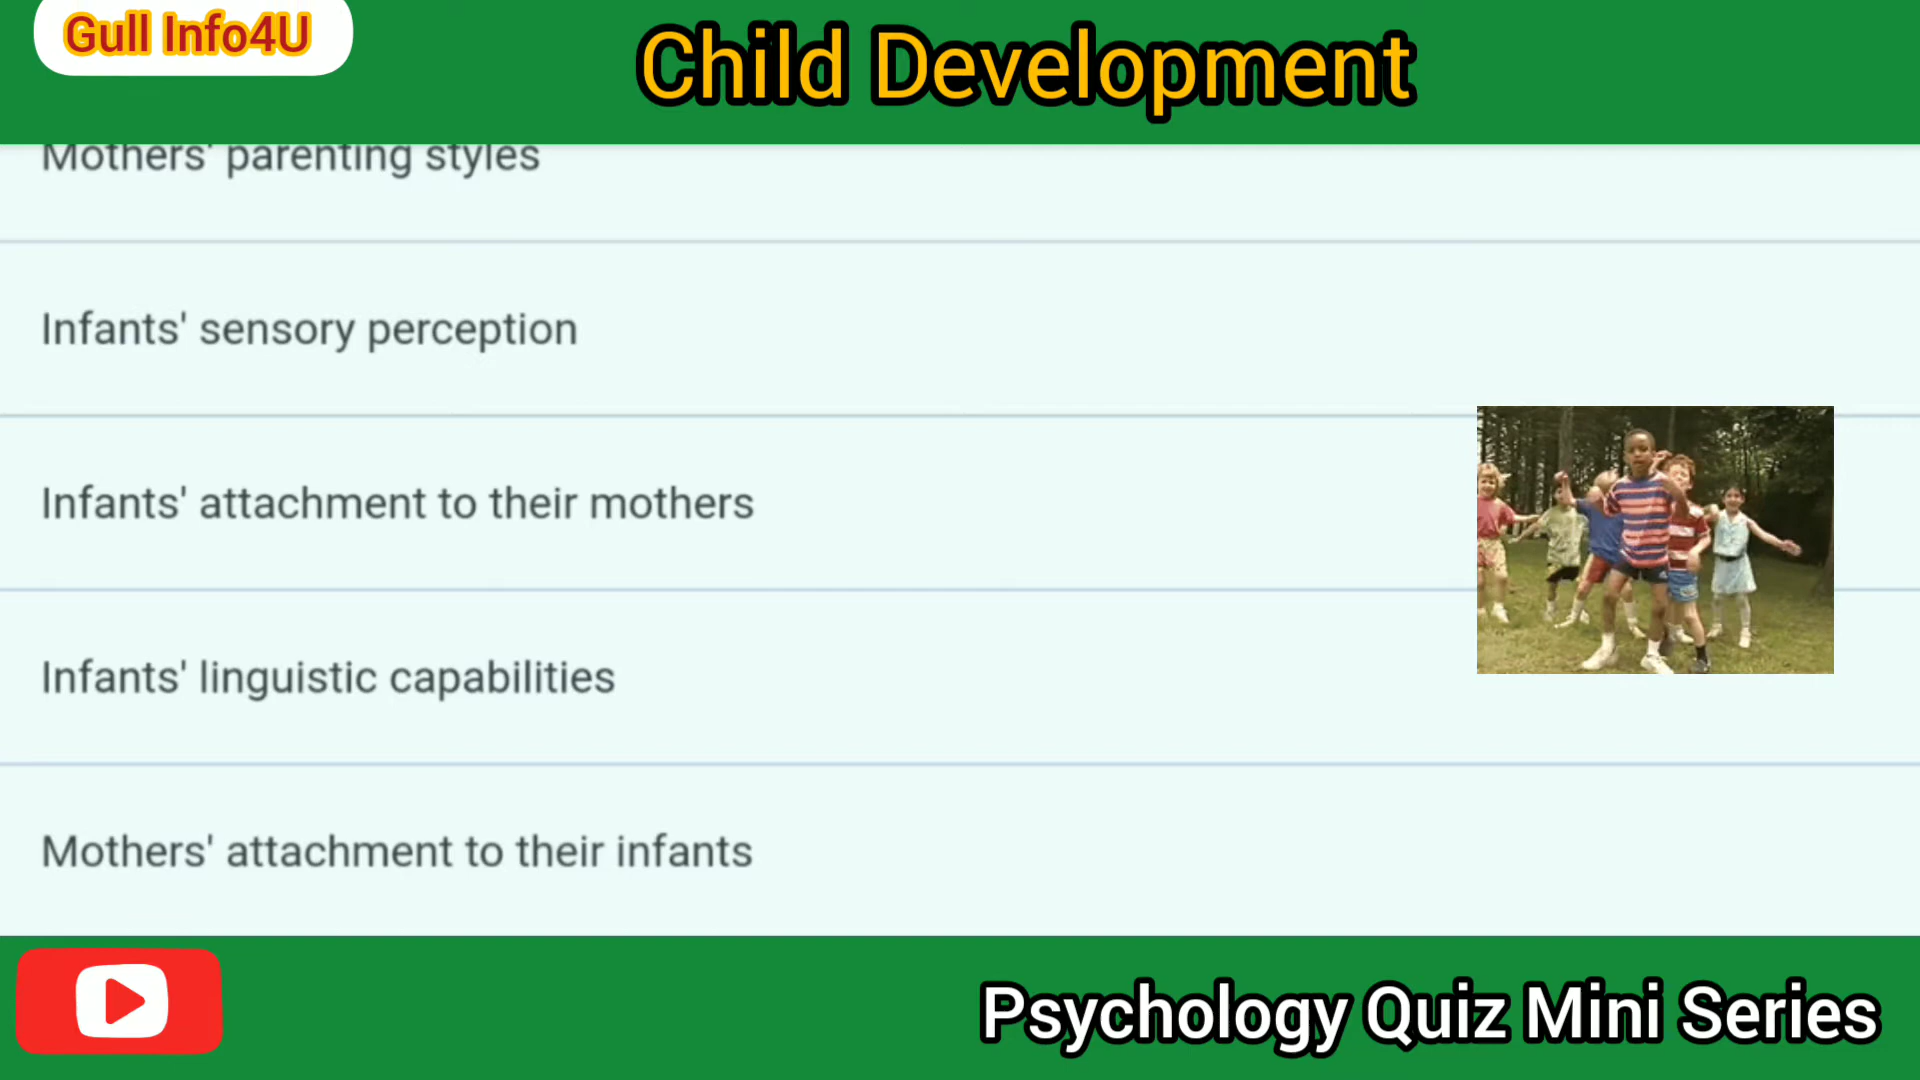 Gull Info4U
Child Development
Mothers' parenting styles
Infants' sensory perception
Infants' attachment to their mothers
Infants' linguistic capabilities
Mothers' attachment to their infants
Psychology Quiz Mini Series